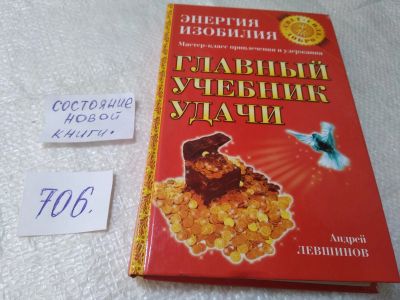 ЭНЕРГИЯ
ИЗОБИЛИЯ
Мастер-класс привлечения и удержания
ГЛАВНЫЙ
УЧЕБНИК
УДАЧИ
Андрей
ЛЕВШИНОВ
состояние
новой
книги.
706.